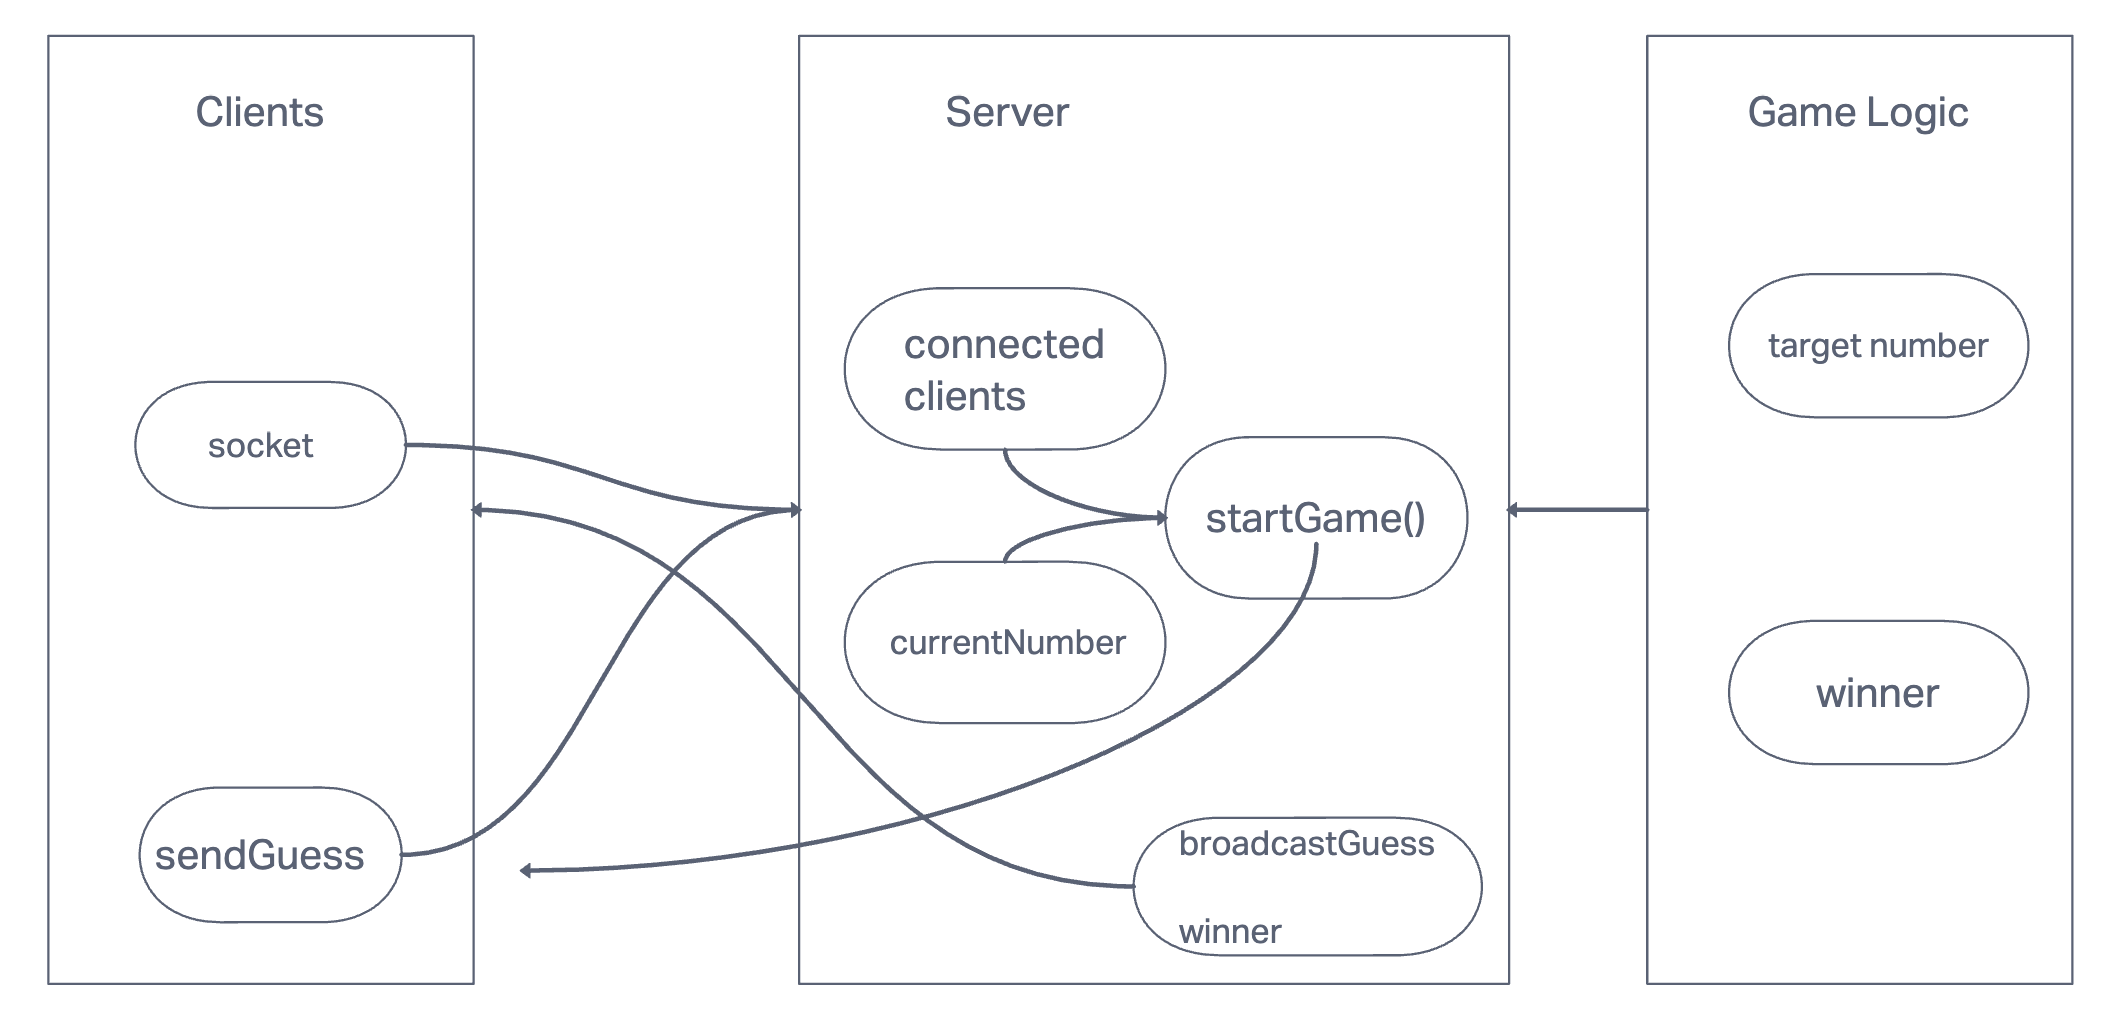 Clients
socket
sendGuess
Server
connected
clients
startGame()
currentNumber
broadcastGuess
winner
Game Logic
target number
winner